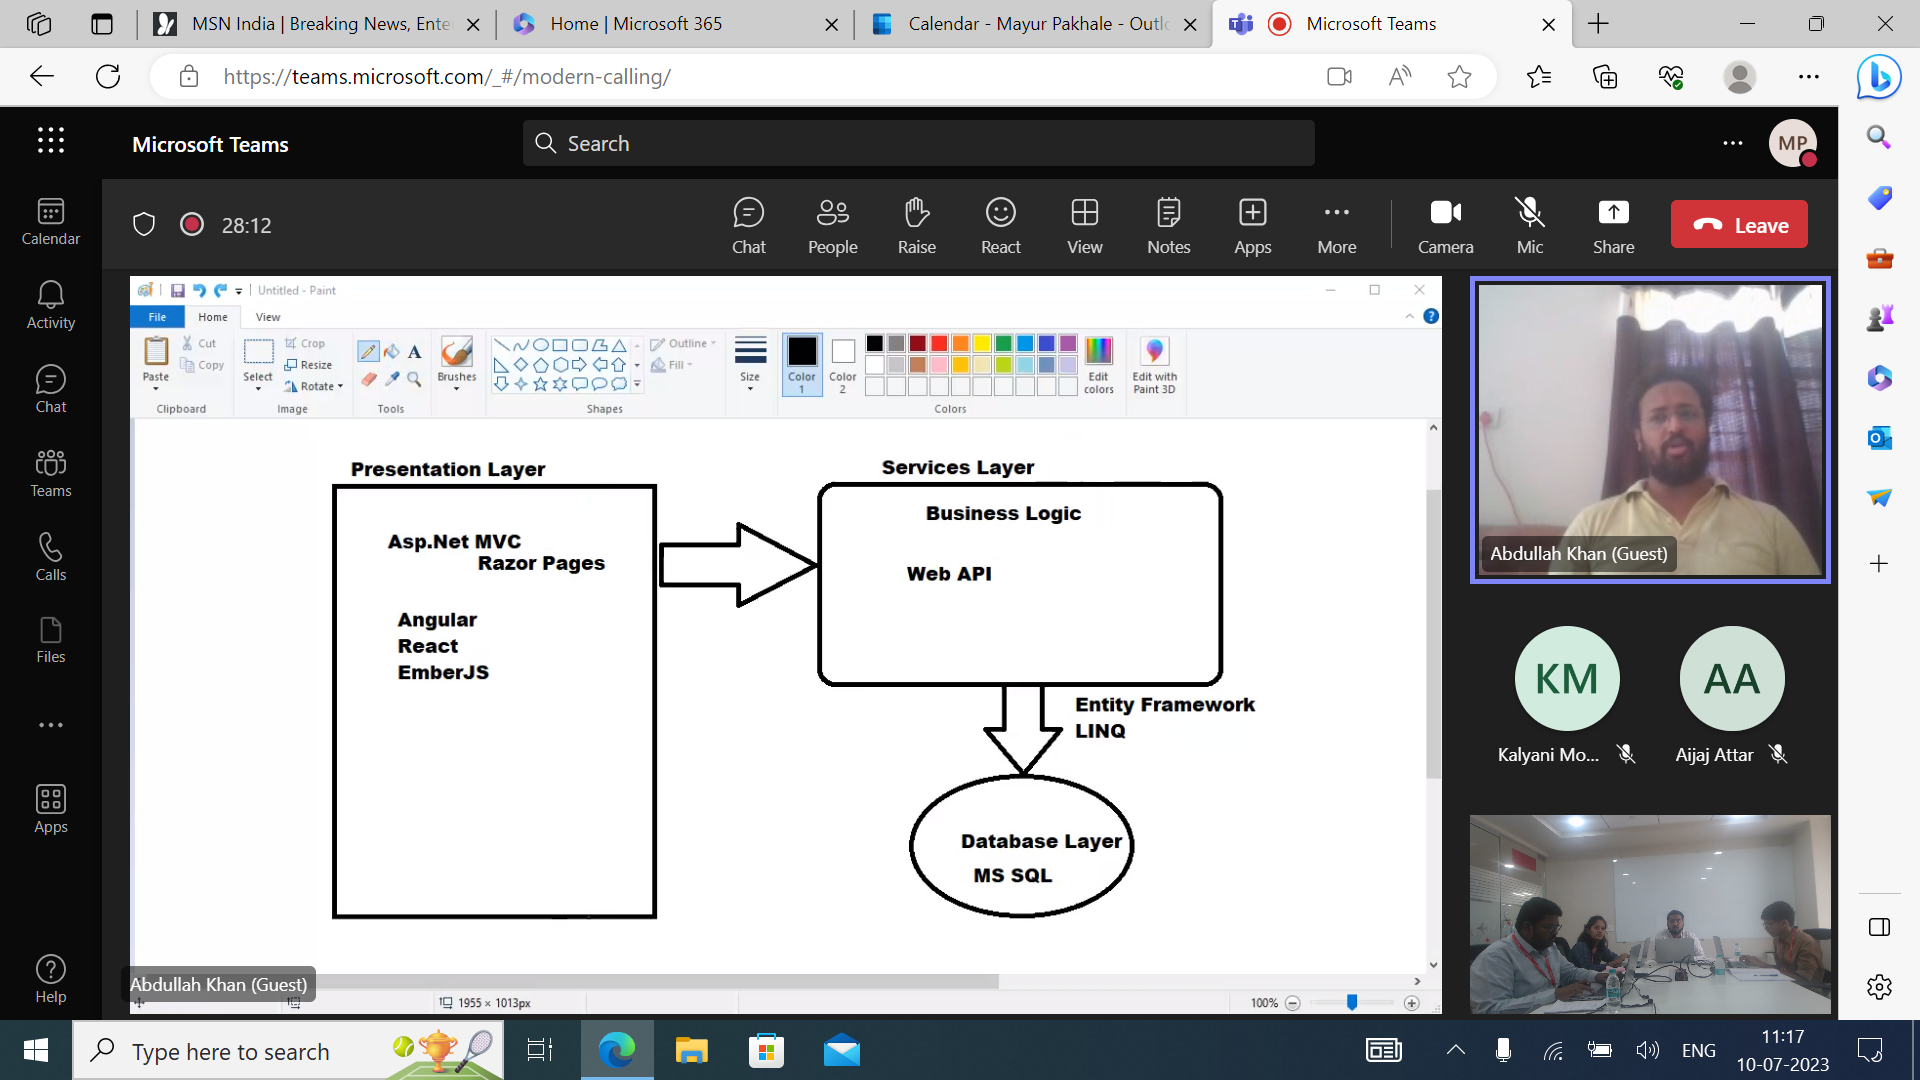 MSN India | Breaking News, Ente
Home | Microsoft 365
Calendar - Mayur Pakhale - Outlo
Microsoft Teams
https://teams.microsoft.com/_#/modern-calling/
Microsoft Teams
Search
MP
28:12
Chat
People
Raise
React
View
Notes
Apps
More
Camera
Mic
Share
Leave
Calendar
Activity
Chat
Teams
Calls
Files
Apps
Help
Untitled - Paint
File
Home
View
Paste
Cut
Copy
Clipboard
Select
Crop
Resize
Rotate
Image
A
Tools
Brushes
Outline
Fill
Shapes
Size
Color 1
Color 2
Edit colors
Colors
Edit with Paint 3D
Presentation Layer
Asp.Net MVC
Razor Pages
Angular
React
EmberJS
Services Layer
Business Logic
Web API
Entity Framework
LINQ
Database Layer
MS SQL
Abdullah Khan (Guest)
1955 × 1013px
100%
Abdullah Khan (Guest)
KM
Kalyani Mo...
AA
Aijaj Attar
Type here to search
ENG
11:17
10-07-2023